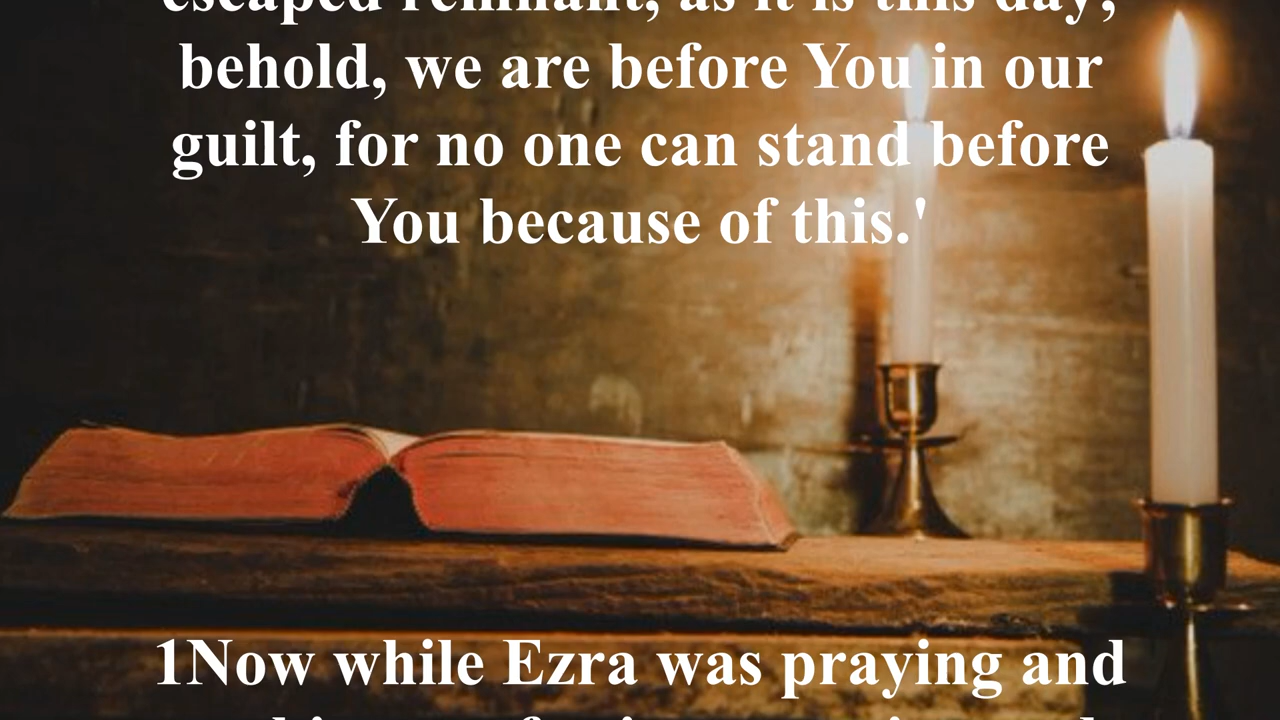 escaped remnant, as it is this day;
behold, we are before You in our
guilt, for no one can stand before
You because of this.'
1Now while Ezra was praying and